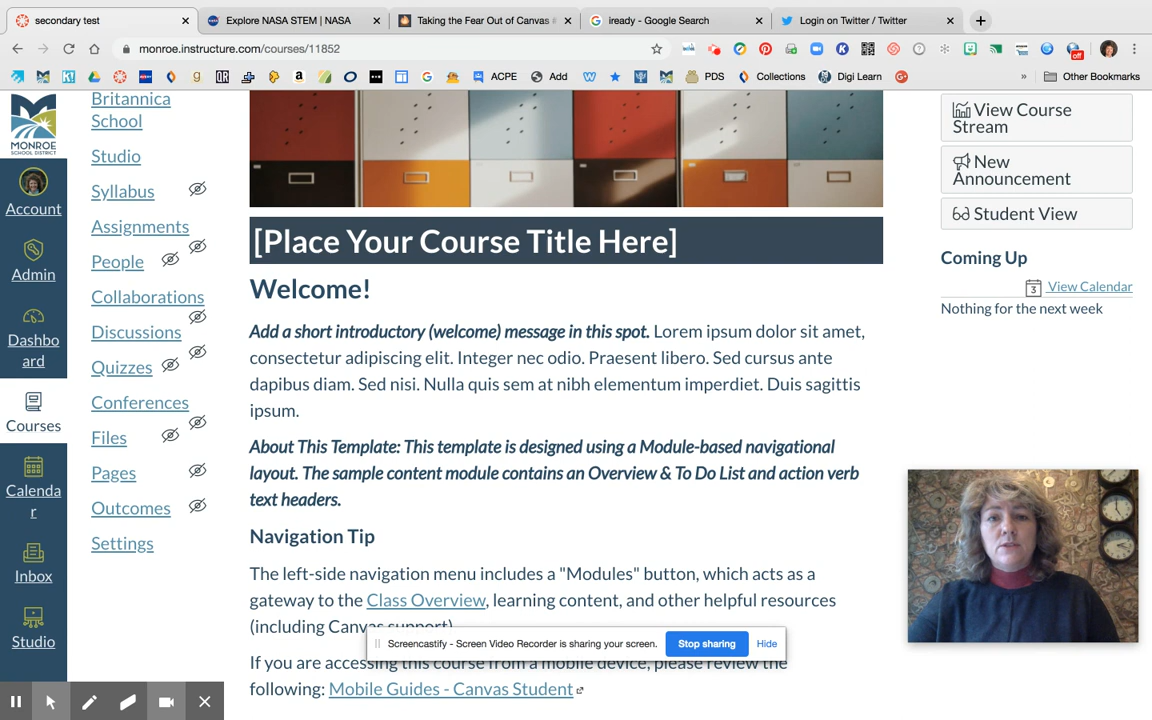 secondary test
Explore NASA STEM | NASA
Taking the Fear Out of Canvas
iready - Google Search
Login on Twitter / Twitter
monroe.instructure.com/courses/11852
ACPE
Add
PDS
Collections
Digi Learn
»
Other Bookmarks
off
MONROE
SCHOOL DISTRICT
Account
Admin
Dashbo
ard
Courses
Calenda
r
Inbox
Studio
Britannica
School
Studio
Syllabus
Assignments
People
Collaborations
Discussions
Quizzes
Conferences
Files
Pages
Outcomes
Settings
[Place Your Course Title Here]
Welcome!
Add a short introductory (welcome) message in this spot. Lorem ipsum dolor sit amet,
consectetur adipiscing elit. Integer nec odio. Praesent libero. Sed cursus ante
dapibus diam. Sed nisi. Nulla quis sem at nibh elementum imperdiet. Duis sagittis
ipsum.
About This Template: This template is designed using a Module-based navigational
layout. The sample content module contains an Overview & To Do List and action verb
text headers.
Navigation Tip
The left-side navigation menu includes a "Modules" button, which acts as a
gateway to the Class Overview, learning content, and other helpful resources
(including Canvas support).
Screencastify - Screen Video Recorder is sharing your screen.
Stop sharing
Hide
If you are accessing this course from a mobile device, please review the
following: Mobile Guides - Canvas Student
View Course
Stream
New
Announcement
Student View
Coming Up
3
View Calendar
Nothing for the next week